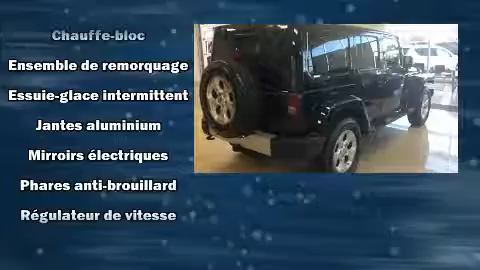 Chauffe-bloc
Ensemble de remorquage
Essuie-glace intermittent
Jantes aluminium
Mirroirs électriques
Phares anti-brouillard
Régulateur de vitesse